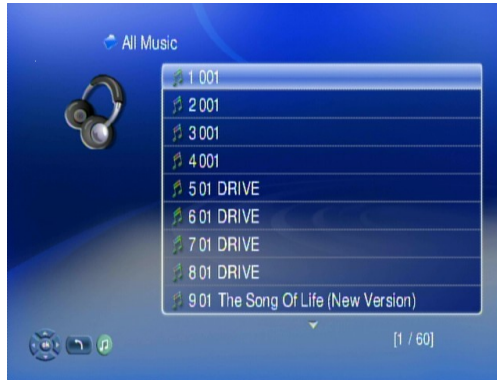 All Music
1 001
2 001
3 001
4 001
5 01 DRIVE
6 01 DRIVE
7 01 DRIVE
8 01 DRIVE
9 01 The Song Of Life (New Version)
[1 / 60]